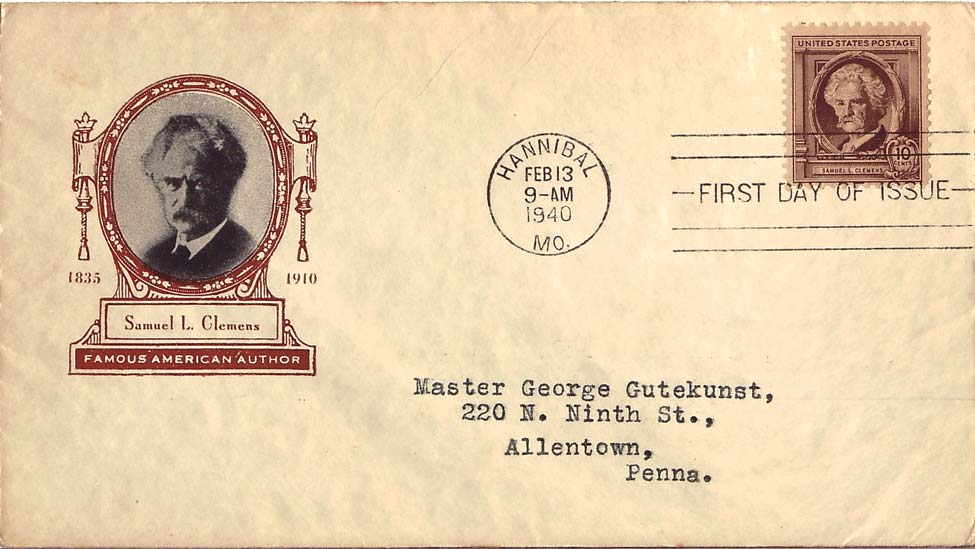 UNITED STATES POSTAGE
SAMUEL L. CLEMENS
10
CENTS
HANNIBAL
FEB 13
9-AM
1940
MO.
FIRST DAY OF ISSUE
1835
1910
Samuel L. Clemens
FAMOUS AMERICAN AUTHOR
Master George Gutekunst,
220 N. Ninth St.,
Allentown,
Penna.